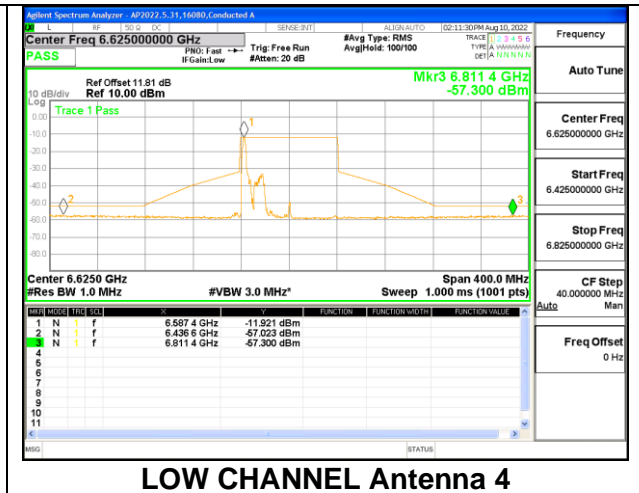 Agilent Spectrum Analyzer - AP2022.5.31,16080,Conducted A
L RF 50 Ω DC SENSE:INT ALIGN AUTO 02:11:30 PM Aug 10, 2022
Center Freq 6.625000000 GHz
PASS
PNO: Fast
IFGain:Low
Trig: Free Run
#Atten: 20 dB
#Avg Type: RMS
Avg|Hold: 100/100
TRACE 1 2 3 4 5 6
TYPE A WWWWW
DET A N N N N N
Frequency
Auto Tune
Center Freq
6.625000000 GHz
Start Freq
6.425000000 GHz
Stop Freq
6.825000000 GHz
CF Step
40.000000 MHz
Auto Man
Freq Offset
0 Hz
Mkr3 6.811 4 GHz
-57.300 dBm
Ref Offset 11.81 dB
Ref 10.00 dBm
10 dB/div
Log
Trace 1 Pass
0.00
-10.0
-20.0
-30.0
-40.0
-50.0
-60.0
-70.0
-80.0
1
2
3
Center 6.6250 GHz Span 400.0 MHz
#Res BW 1.0 MHz #VBW 3.0 MHz* Sweep 1.000 ms (1001 pts)
MKR MODE TRC SCL X Y FUNCTION FUNCTION WIDTH FUNCTION VALUE
1 N 1 f 6.587 4 GHz -11.921 dBm
2 N 1 f 6.436 6 GHz -57.023 dBm
3 N 1 f 6.811 4 GHz -57.300 dBm
4
5
6
7
8
9
10
11
MSG STATUS
LOW CHANNEL Antenna 4